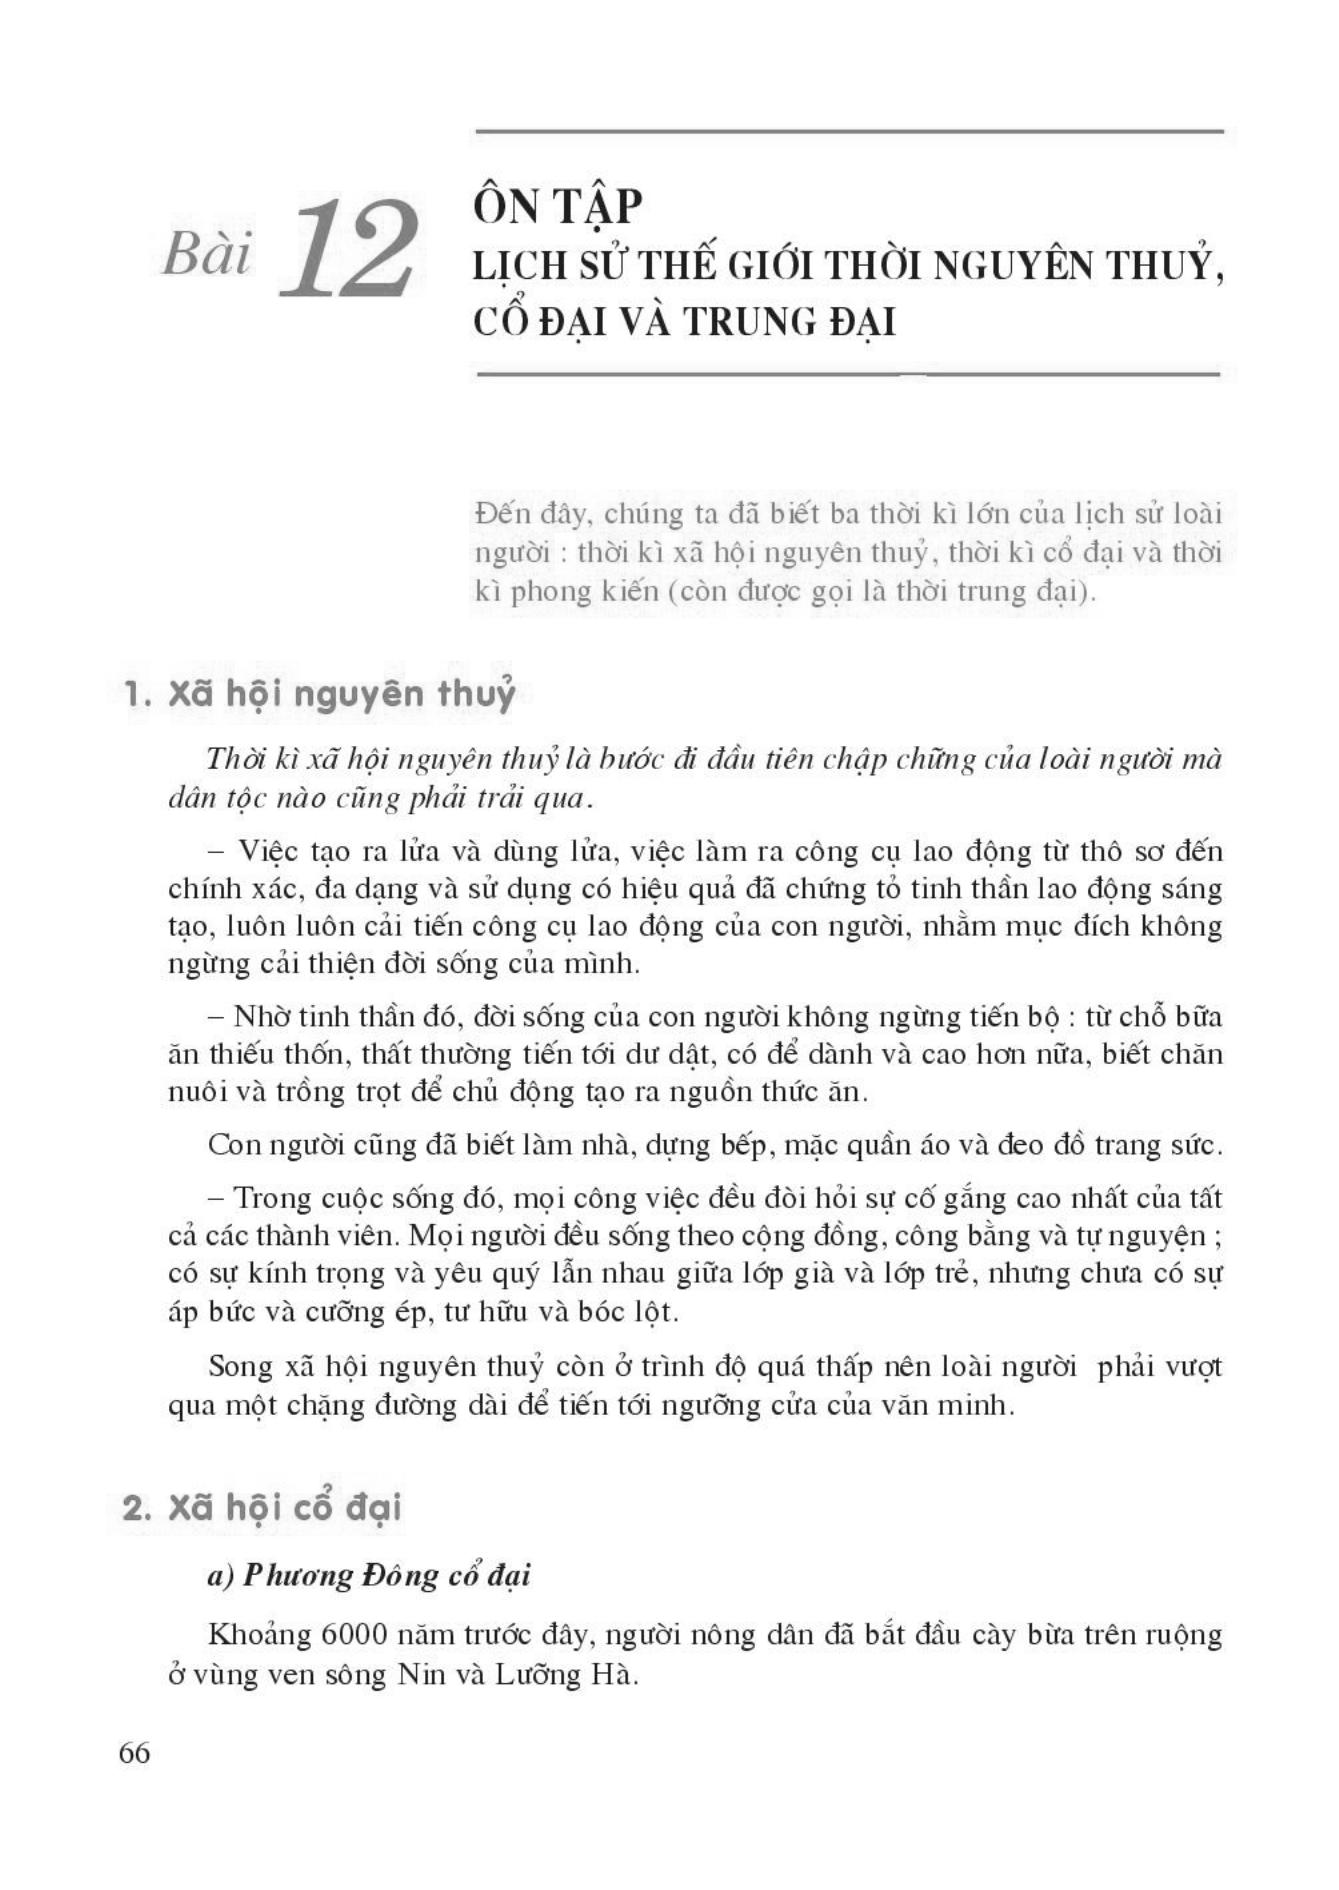 Bài 12
ÔN TẬP
LỊCH SỬ THẾ GIỚI THỜI NGUYÊN THUỶ,
CỔ ĐẠI VÀ TRUNG ĐẠI
Đến đây, chúng ta đã biết ba thời kì lớn của lịch sử loài
người : thời kì xã hội nguyên thuỷ, thời kì cổ đại và thời
kì phong kiến (còn được gọi là thời trung đại).
1. Xã hội nguyên thuỷ
Thời kì xã hội nguyên thuỷ là bước đi đầu tiên chập chững của loài người mà
dân tộc nào cũng phải trải qua.
– Việc tạo ra lửa và dùng lửa, việc làm ra công cụ lao động từ thô sơ đến
chính xác, đa dạng và sử dụng có hiệu quả đã chứng tỏ tinh thần lao động sáng
tạo, luôn luôn cải tiến công cụ lao động của con người, nhằm mục đích không
ngừng cải thiện đời sống của mình.
– Nhờ tinh thần đó, đời sống của con người không ngừng tiến bộ : từ chỗ bữa
ăn thiếu thốn, thất thường tiến tới dư dật, có để dành và cao hơn nữa, biết chăn
nuôi và trồng trọt để chủ động tạo ra nguồn thức ăn.
Con người cũng đã biết làm nhà, dựng bếp, mặc quần áo và đeo đồ trang sức.
– Trong cuộc sống đó, mọi công việc đều đòi hỏi sự cố gắng cao nhất của tất
cả các thành viên. Mọi người đều sống theo cộng đồng, công bằng và tự nguyện ;
có sự kính trọng và yêu quý lẫn nhau giữa lớp già và lớp trẻ, nhưng chưa có sự
áp bức và cưỡng ép, tư hữu và bóc lột.
Song xã hội nguyên thuỷ còn ở trình độ quá thấp nên loài người phải vượt
qua một chặng đường dài để tiến tới ngưỡng cửa của văn minh.
2. Xã hội cổ đại
a) Phương Đông cổ đại
Khoảng 6000 năm trước đây, người nông dân đã bắt đầu cày bừa trên ruộng
ở vùng ven sông Nin và Lưỡng Hà.
66